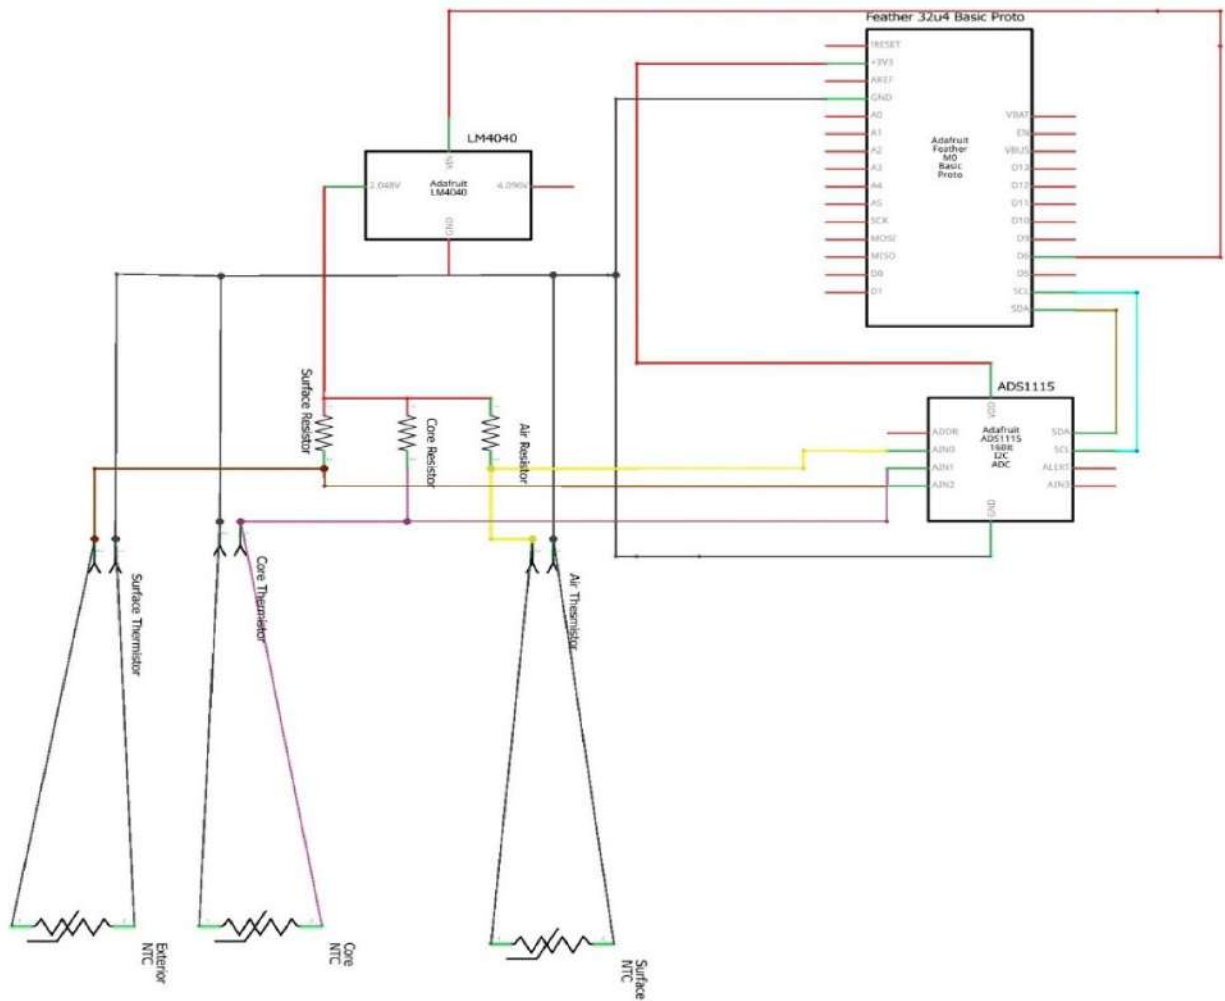 Feather 32u4 Basic Proto
!RESET
+3V3
AREF
GND
A0
A1
A2
A3
A4
A5
SCK
MOSI
MISO
D0
D1
Adafruit
Feather
M0
Basic
Proto
VBAT
EN
VBUS
D13
D12
D11
D10
D9
D6
D5
SCL
SDA
LM4040
VIN
2.048V
Adafruit
LM4040
4.096V
GND
ADS1115
VDD
ADDR
AIN0
AIN1
AIN2
Adafruit
ADS1115
16Bit
I2C
ADC
SDA
SCL
ALERT
AIN3
GND
Surface Resistor
Core Resistor
Air Resistor
Surface Thermistor
Core Thermistor
Air Thesmistor
Exterior
NTC
Core
NTC
Surface
NTC